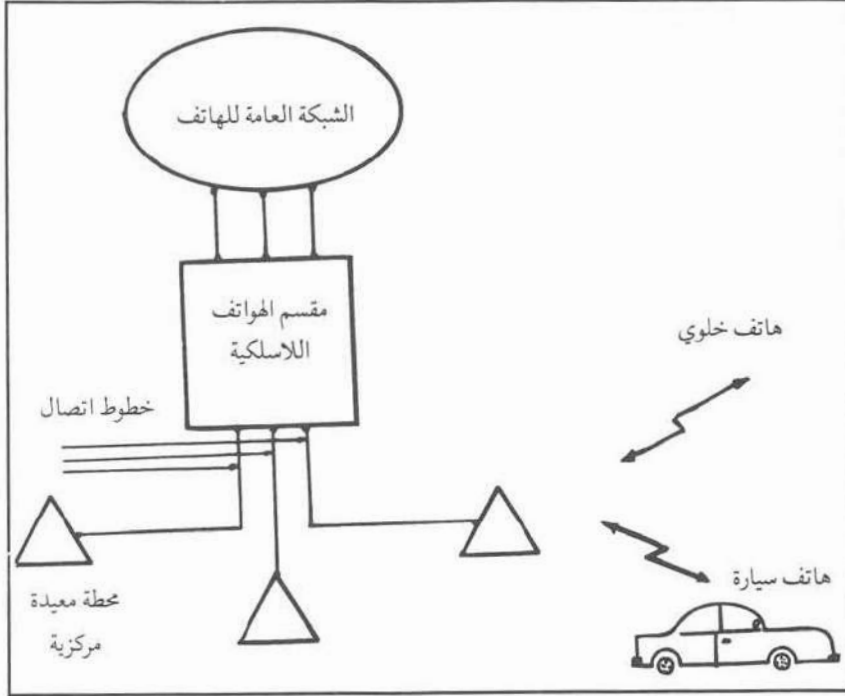 الشبكة العامة للهاتف
مقسم الهواتف
اللاسلكية
هاتف خلوي
خطوط اتصال
هاتف سيارة
محطة معيدة
مركزية